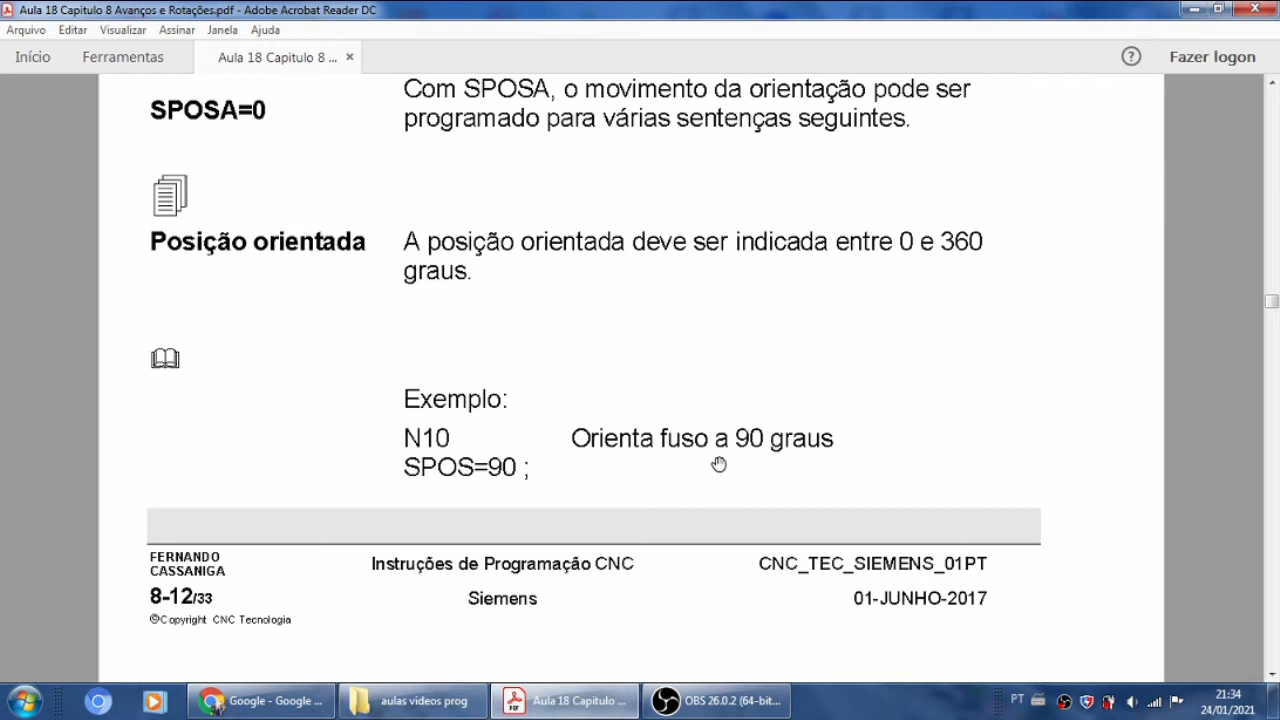 Aula 18 Capitulo 8 Avanços e Rotações.pdf - Adobe Acrobat Reader DC
Arquivo Editar Visualizar Assinar Janela Ajuda
Início Ferramentas Aula 18 Capitulo 8 ... × ? Fazer logon
Com SPOSA, o movimento da orientação pode ser
SPOSA=0
programado para várias sentenças seguintes.
Posição orientada A posição orientada deve ser indicada entre 0 e 360
graus.
Exemplo:
N10 Orienta fuso a 90 graus
SPOS=90 ;
FERNANDO
CASSANIGA
Instruções de Programação CNC CNC_TEC_SIEMENS_01PT
8-12/33 Siemens 01-JUNHO-2017
©Copyright CNC Tecnologia
Google - Google ... aulas videos prog Aula 18 Capitulo ... OBS 26.0.2 (64-bit... PT 21:34
24/01/2021